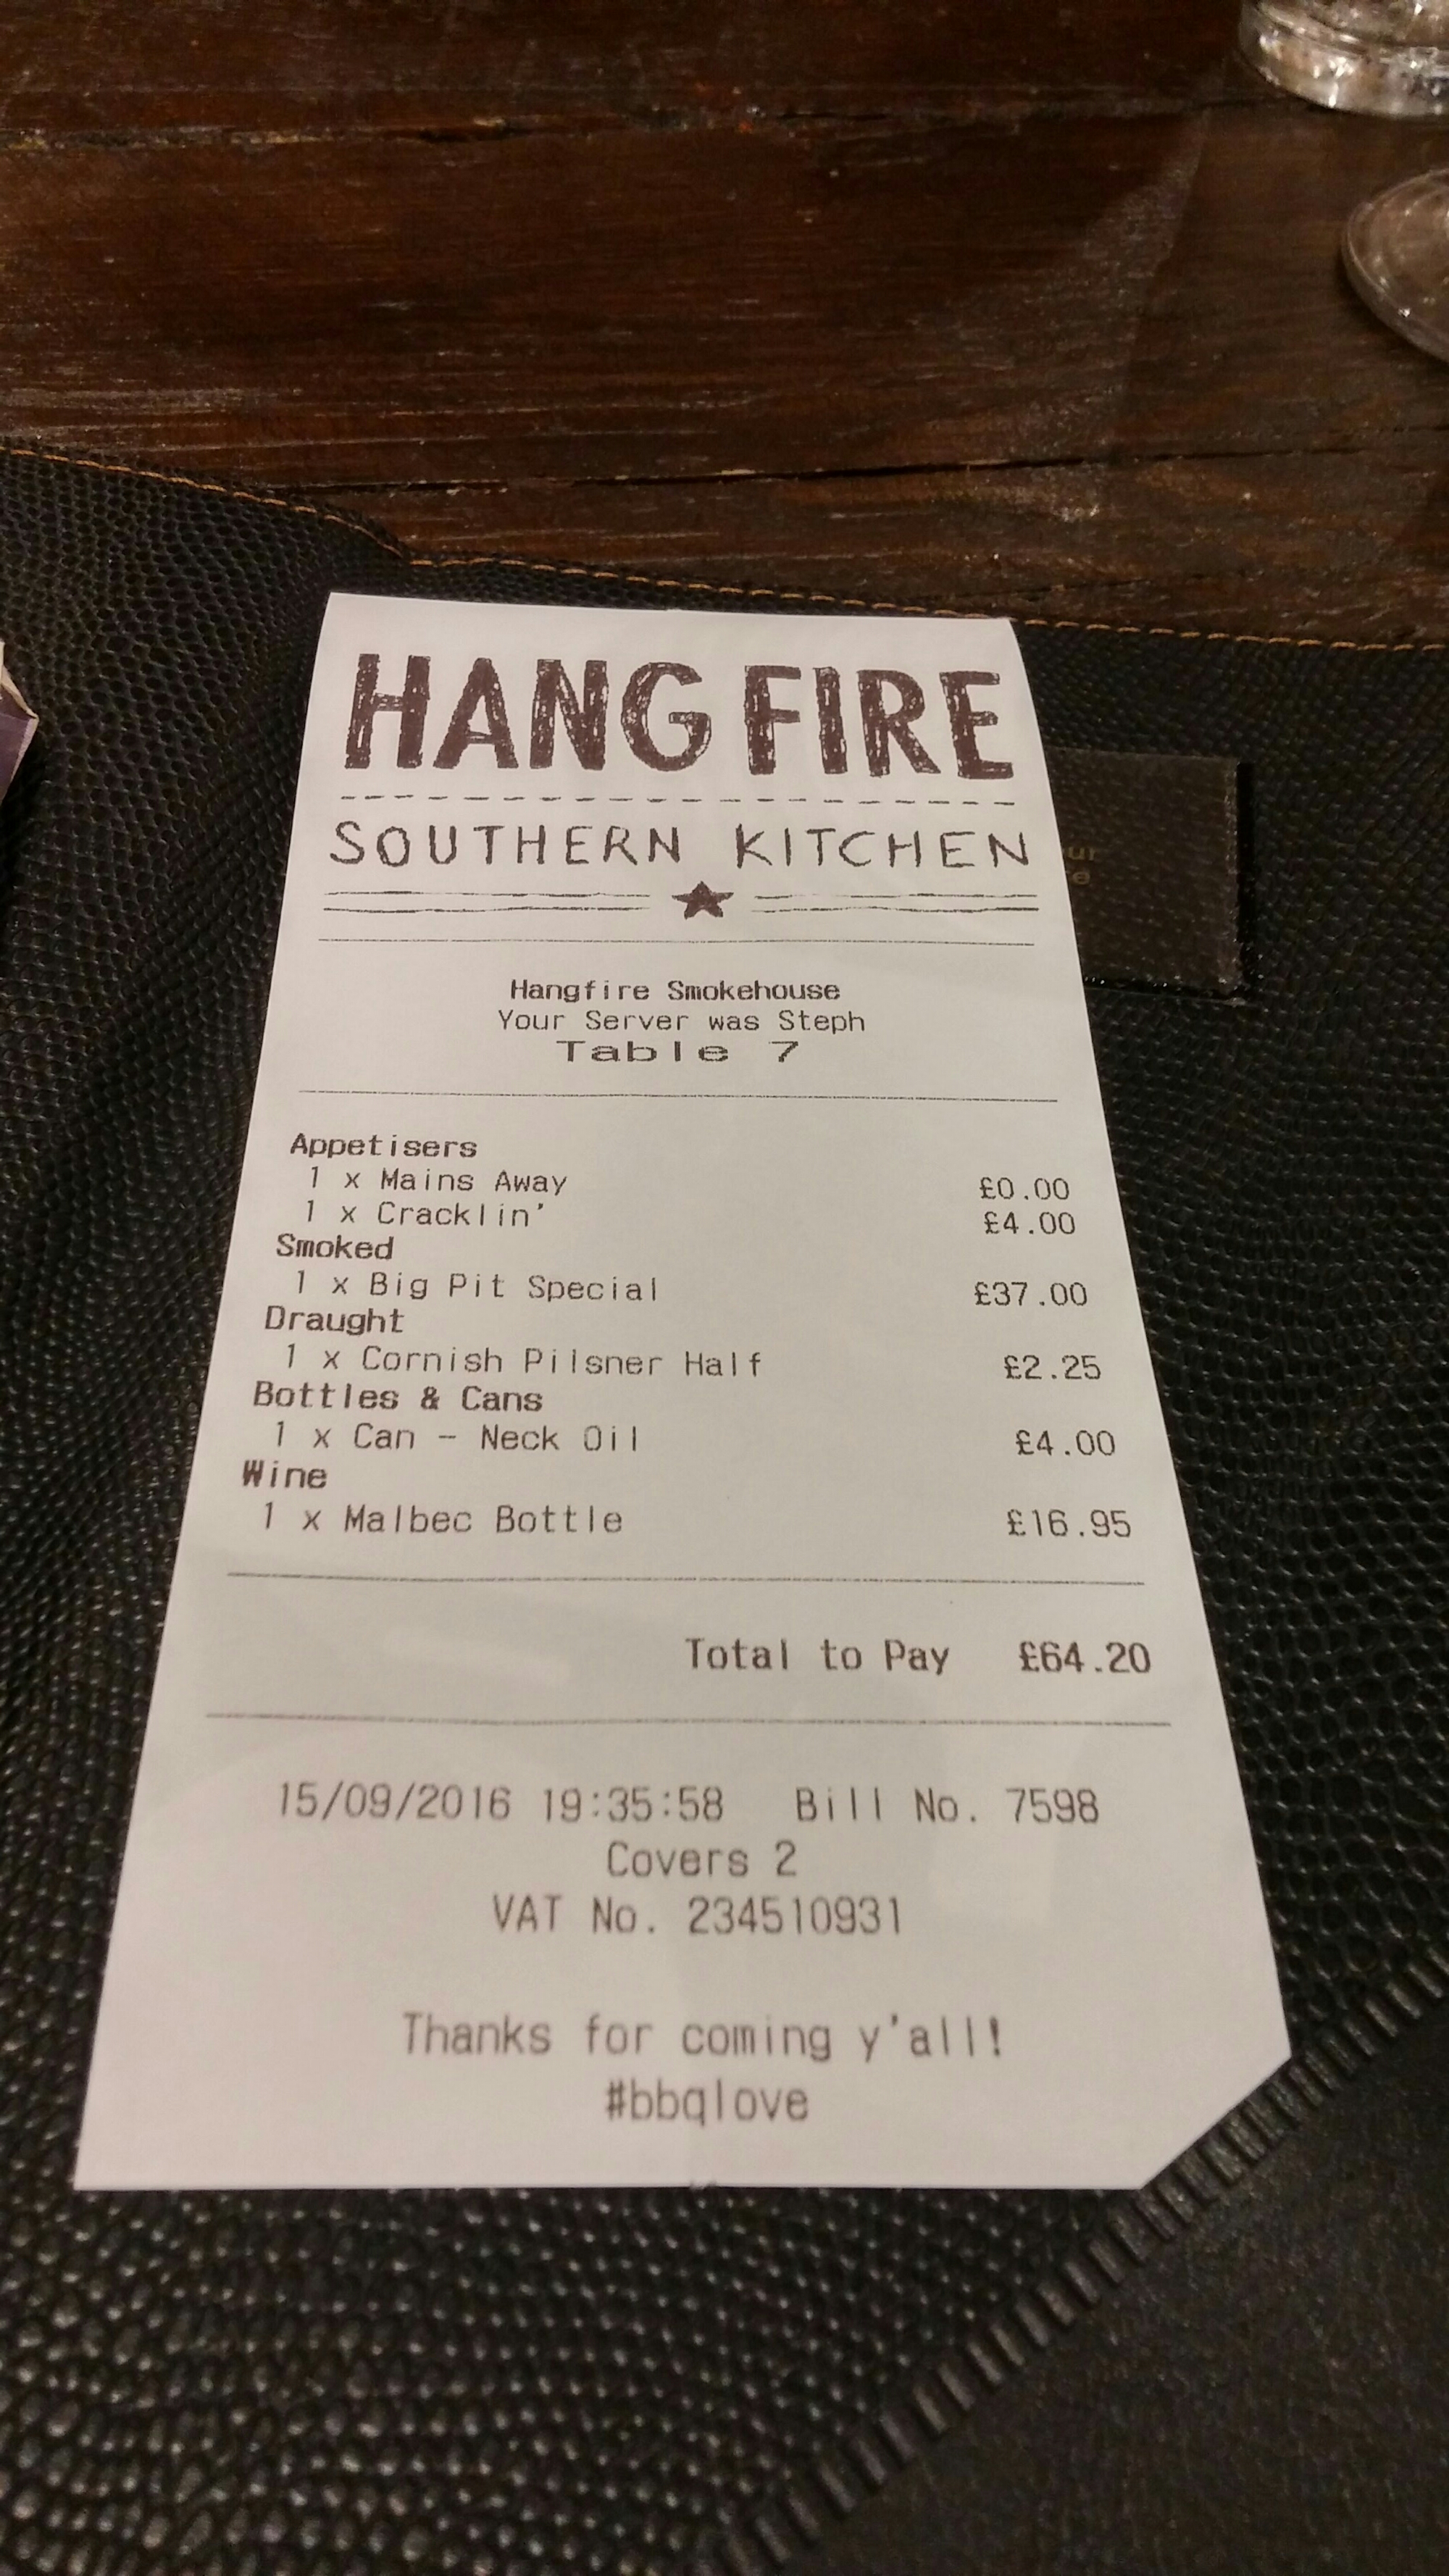 HANG FIRE
SOUTHERN KITCHEN
Hangfire Smokehouse
Your Server was Steph
Table 7
Appetisers
1 x Mains Away £0.00
1 x Cracklin' £4.00
Smoked
1 x Big Pit Special £37.00
Draught
1 x Cornish Pilsner Half £2.25
Bottles & Cans
1 x Can - Neck Oil £4.00
Wine
1 x Malbec Bottle £16.95
Total to Pay £64.20
15/09/2016 19:35:58 Bill No. 7598
Covers 2
VAT No. 234510931
Thanks for coming y'all!
#bbqlove